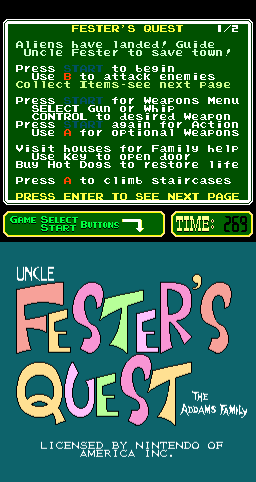 FESTER'S QUEST 1/2
Aliens have landed! Guide
Uncle Fester to save town!
Press START to begin
Use B to attack enemies
Collect Items-see next page
Press START for Weapons Menu
SELECT Gun or Whip
CONTROL to desired Weapon
Press START again for Action
Use A for optional Weapons
Visit houses for Family help
Use Key to open door
Buy Hot Dogs to restore life
Press A to climb staircases
PRESS ENTER TO SEE NEXT PAGE
GAME SELECT
START BUTTONS
TIME: 269
UNCLE
FESTER'S
QUEST
THE
ADDAMS FAMILY
LICENSED BY NINTENDO OF
AMERICA INC.